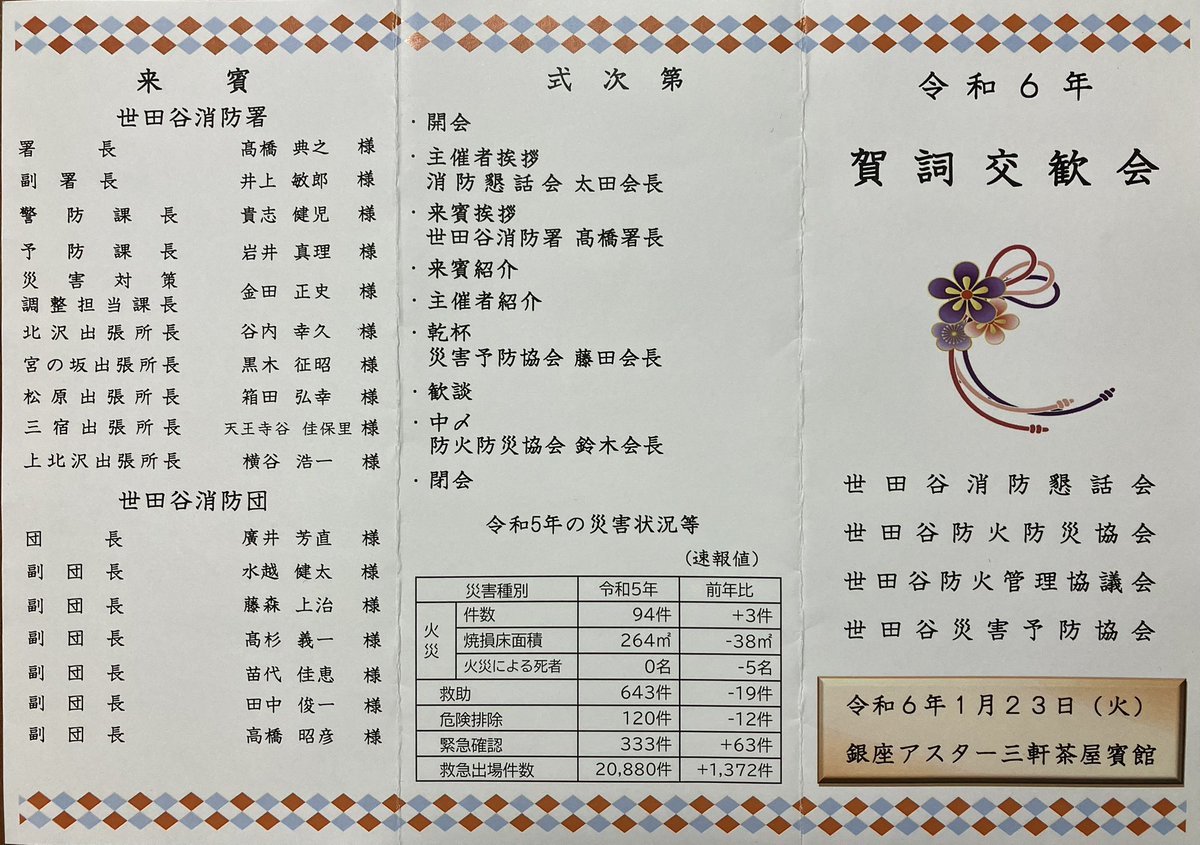 来賓
世田谷消防署
署長 髙橋 典之 様
副署長 井上 敏郎 様
警防課長 貴志 健児 様
予防課長 岩井 真理 様
災害対策
調整担当課長 金田 正史 様
北沢出張所長 谷内 幸久 様
宮の坂出張所長 黒木 征昭 様
松原出張所長 箱田 弘幸 様
三宿出張所長 天王寺谷 佳保里 様
上北沢出張所長 横谷 浩一 様
世田谷消防団
団長 廣井 芳直 様
副団長 水越 健太 様
副団長 藤森 上治 様
副団長 髙杉 義一 様
副団長 苗代 佳恵 様
副団長 田中 俊一 様
副団長 高橋 昭彦 様
式次第
・開会
・主催者挨拶
消防懇話会 太田会長
・来賓挨拶
世田谷消防署 髙橋署長
・来賓紹介
・主催者紹介
・乾杯
災害予防協会 藤田会長
・歓談
・中〆
防火防災協会 鈴木会長
・閉会
令和5年の災害状況等
（速報値）
災害種別 令和5年 前年比
火災 件数 94件 +3件
焼損床面積 264㎡ -38㎡
火災による死者 0名 -5名
救助 643件 -19件
危険排除 120件 -12件
緊急確認 333件 +63件
救急出場件数 20,880件 +1,372件
令和６年
賀詞交歓会
世田谷消防懇話会
世田谷防火防災協会
世田谷防火管理協議会
世田谷災害予防協会
令和６年１月２３日（火）
銀座アスター三軒茶屋賓館